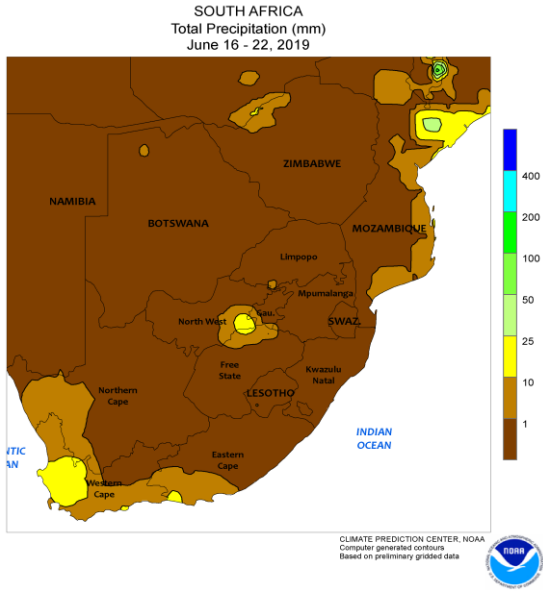 SOUTH AFRICA
Total Precipitation (mm)
June 16 - 22, 2019
ZIMBABWE
NAMIBIA
BOTSWANA
MOZAMBIQUE
Limpopo
Mpumalanga
North West
Gau.
SWAZ.
Free
State
Kwazulu
Natal
Northern
Cape
LESOTHO
INDIAN
OCEAN
NTIC
AN
Eastern
Cape
Western
Cape
400
200
100
50
25
10
1
CLIMATE PREDICTION CENTER, NOAA
Computer generated contours
Based on preliminary gridded data
NOAA